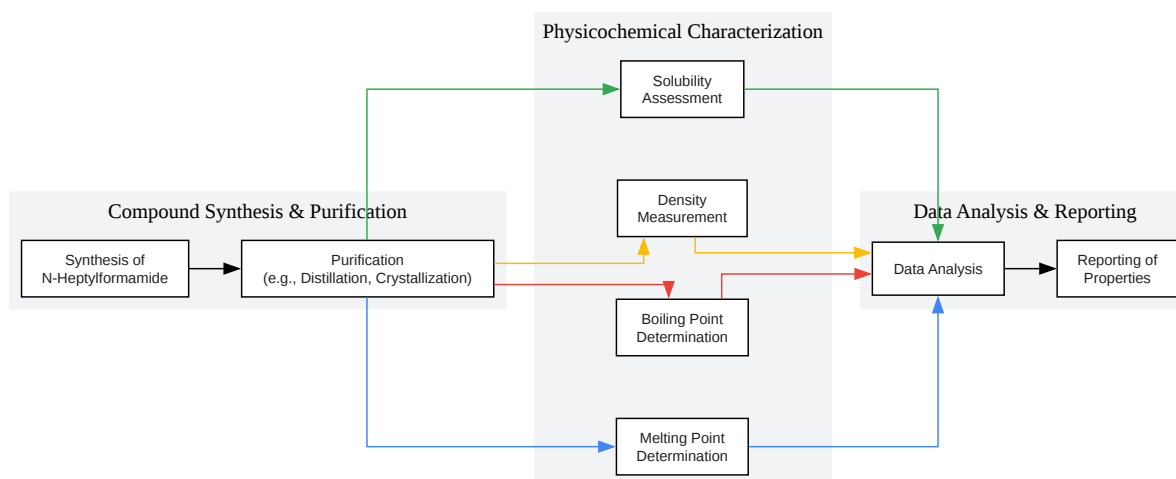 Physicochemical Characterization
Solubility
Assessment
Density
Measurement
Compound Synthesis & Purification
Data Analysis & Reporting
Synthesis of
N-Heptylformamide
Purification
(e.g., Distillation, Crystallization)
Data Analysis
Reporting of
Properties
Boiling Point
Determination
Melting Point
Determination